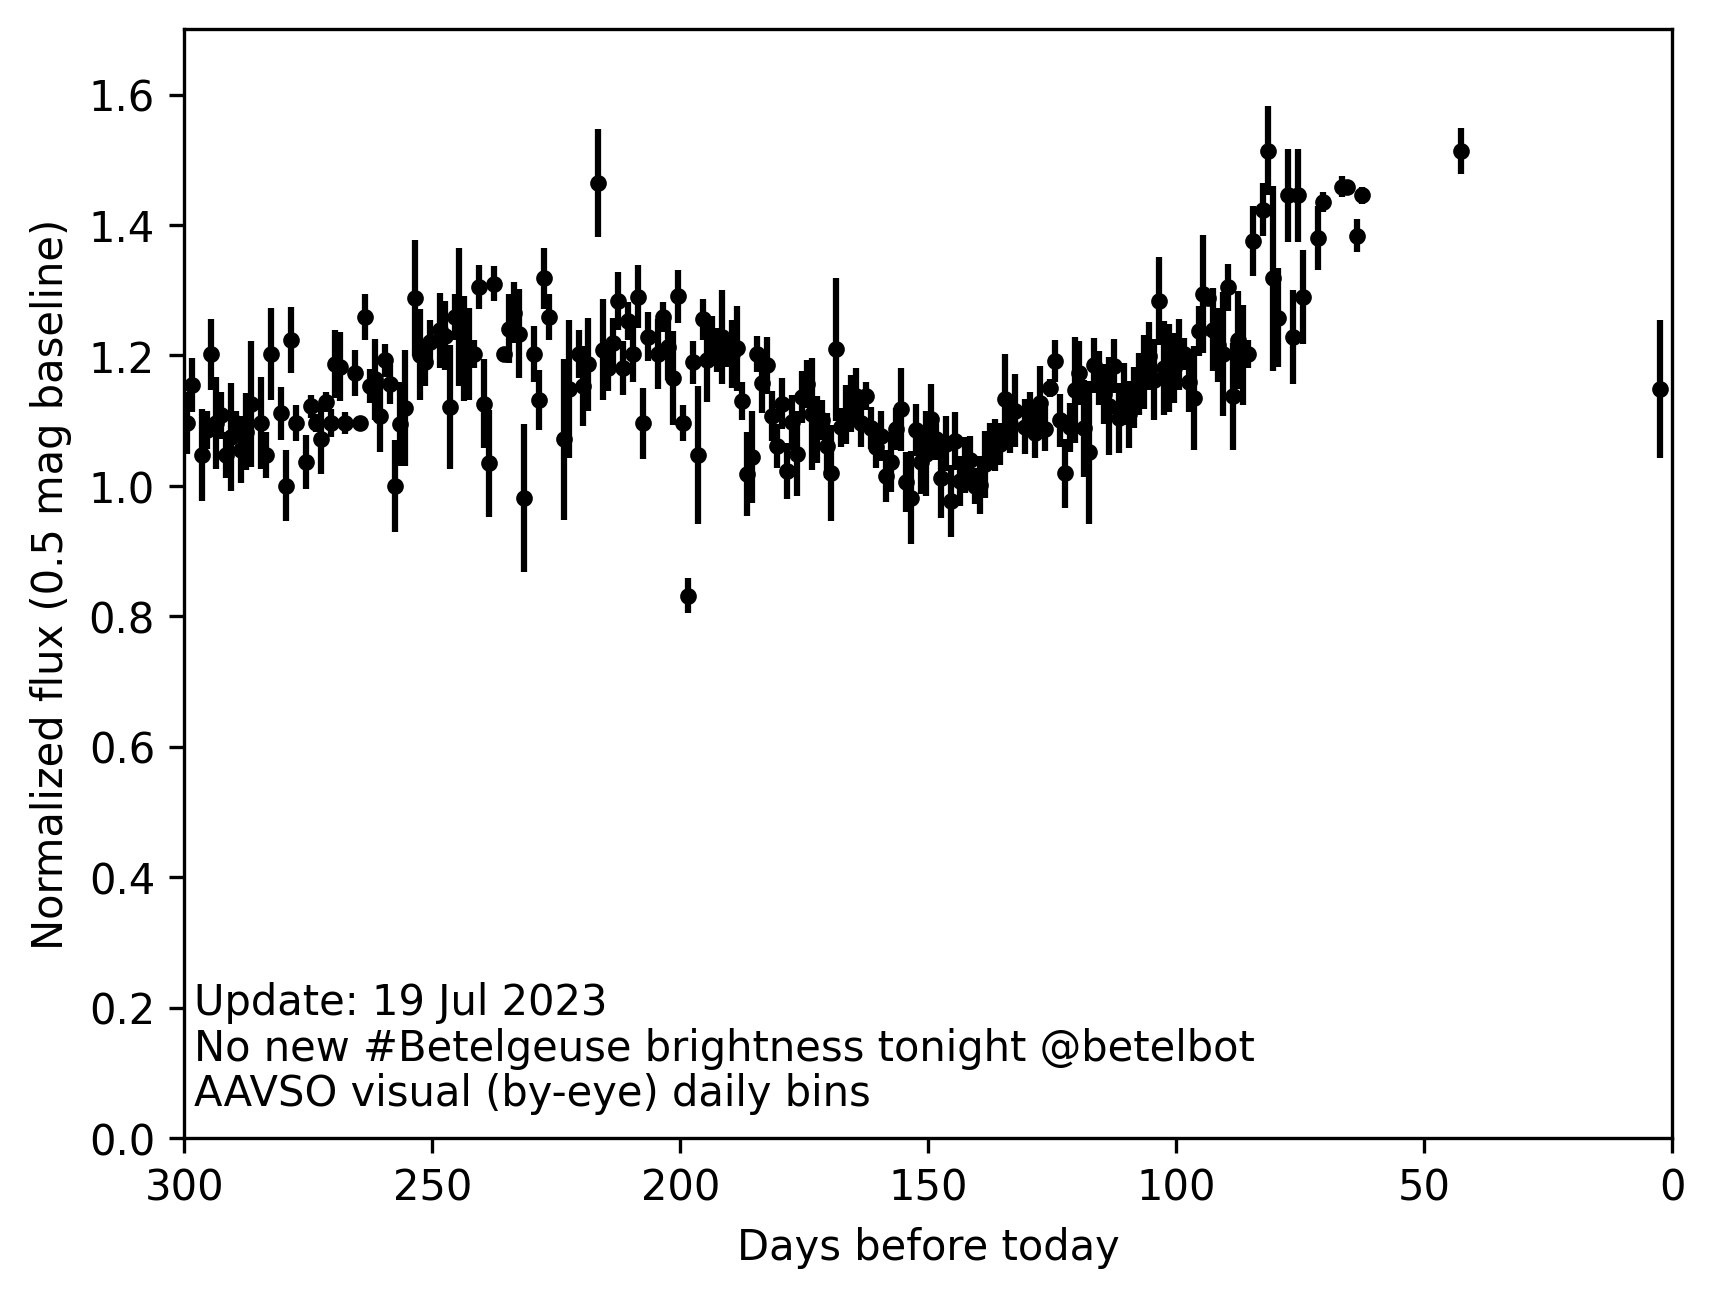 1.6
1.4
1.2
1.0
0.8
0.6
0.4
0.2
0.0
Normalized flux (0.5 mag baseline)
Update: 19 Jul 2023
No new #Betelgeuse brightness tonight @betelbot
AAVSO visual (by-eye) daily bins
300 250 200 150 100 50 0
Days before today